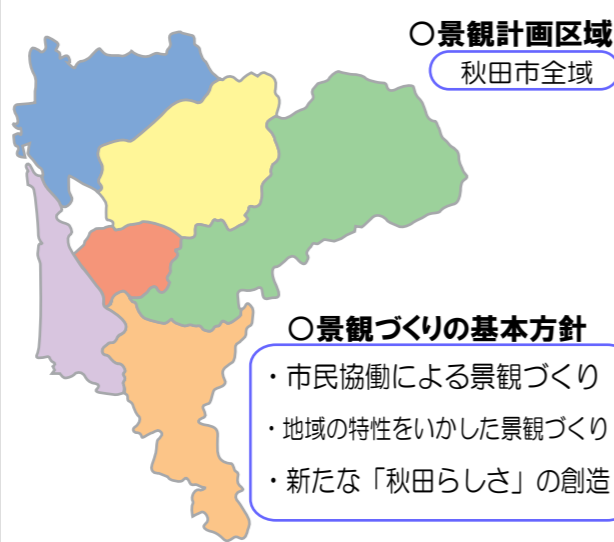 〇景観計画区域
秋田市全域
〇景観づくりの基本方針
・市民協働による景観づくり
・地域の特性をいかした景観づくり
・新たな「秋田らしさ」の創造